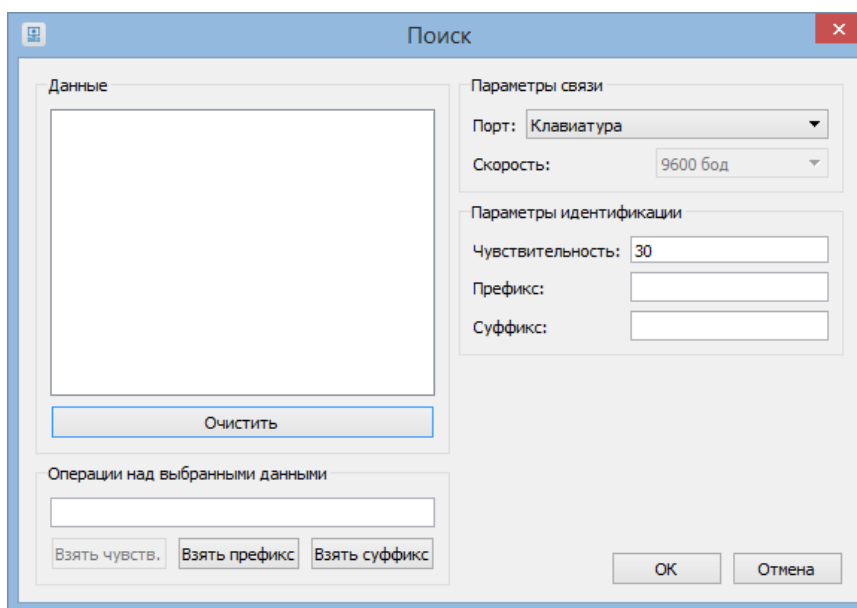 Поиск
Данные
Очистить
Операции над выбранными данными
Взять чувств. Взять префикс Взять суффикс
Параметры связи
Порт: Клавиатура
Скорость: 9600 бод
Параметры идентификации
Чувствительность: 30
Префикс:
Суффикс:
ОК Отмена